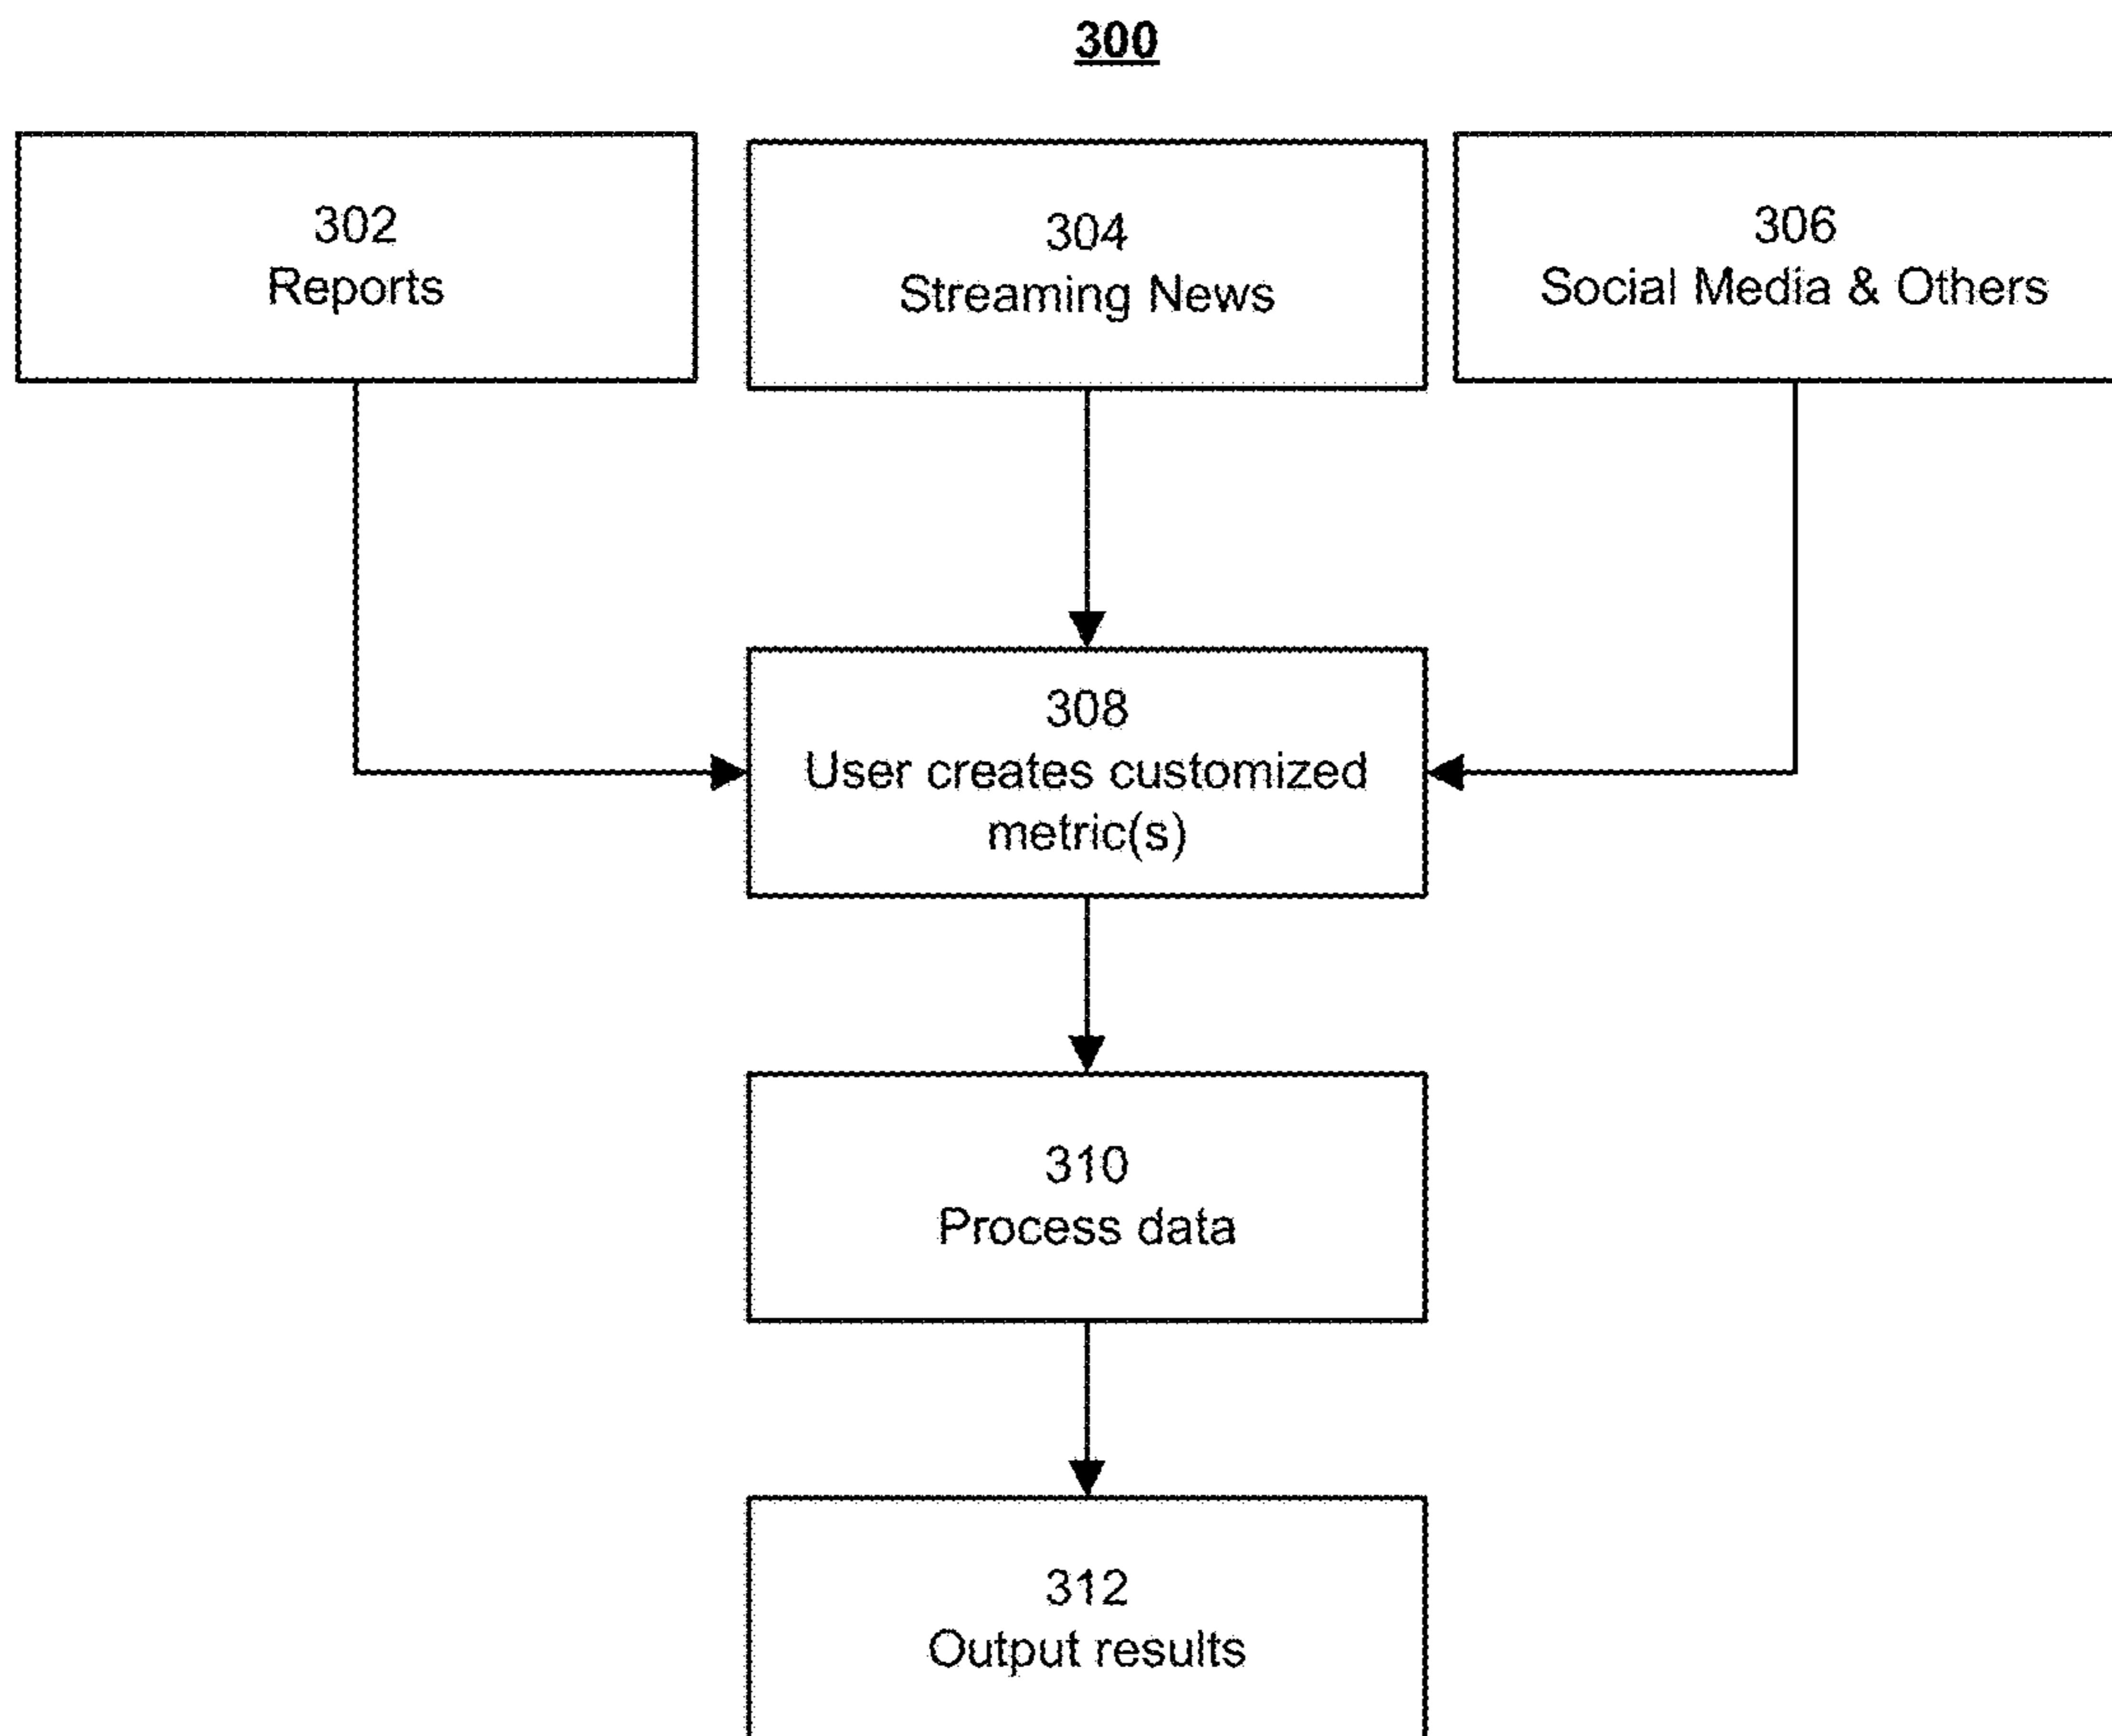 300
302
Reports
304
Streaming News
306
Social Media & Others
308
User creates customized
metric(s)
310
Process data
312
Output results